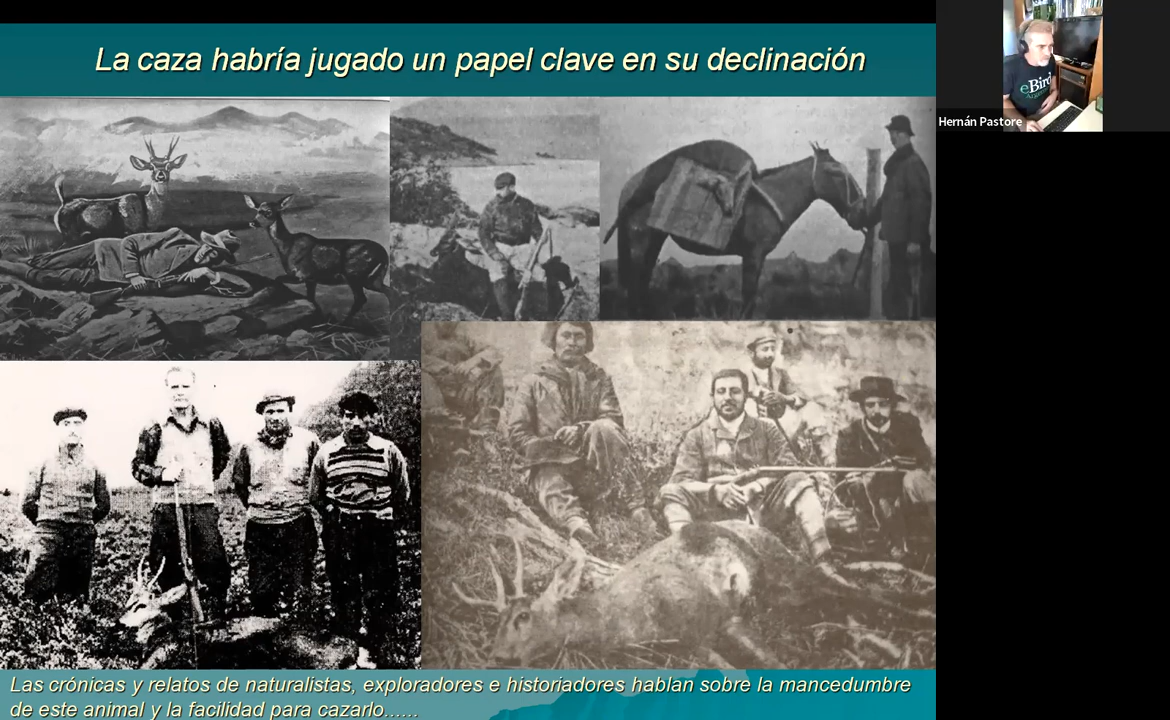 La caza habría jugado un papel clave en su declinación
eBird
Hernán Pastore
Las crónicas y relatos de naturalistas, exploradores e historiadores hablan sobre la mancedumbre
de este animal y la facilidad para cazarlo......